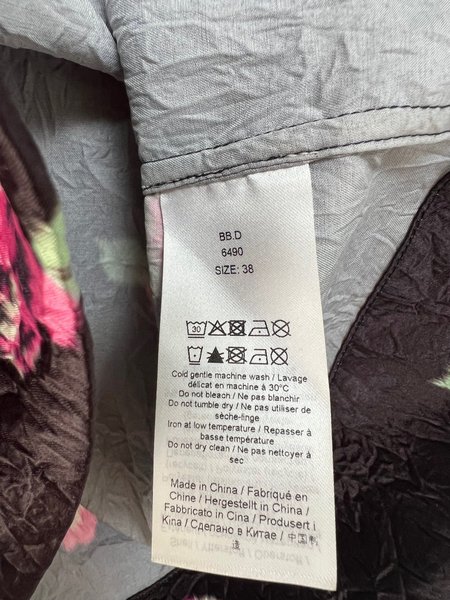 BB.D
6490
SIZE: 38
30
Cold gentle machine wash / Lavage
délicat en machine à 30°C
Do not bleach / Ne pas blanchir
Do not tumble dry / Ne pas utiliser de
sèche-linge
Iron at low temperature / Repasser à
basse température
Do not dry clean / Ne pas nettoyer à
sec
Made in China / Fabriqué en
Chine / Hergestellt in China /
Fabbricato in Cina / Produsert i
Kina / Сделано в Китае / 中国制
造